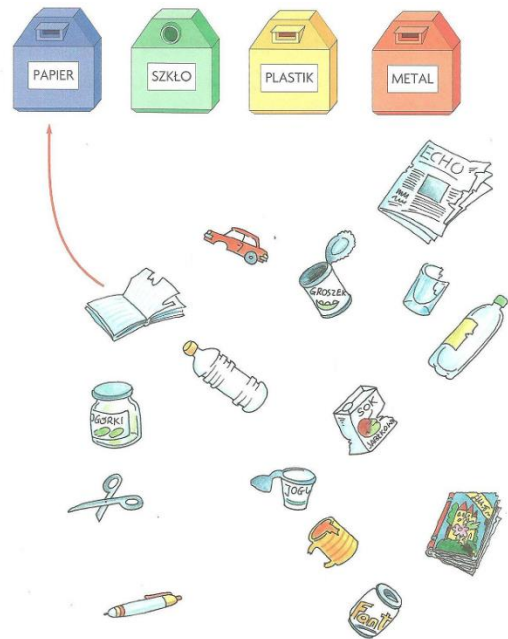 PAPIER
SZKŁO
PLASTIK
METAL
ECHO
GROSZEK
OGÓRKI
SOK
JOGU
Fant